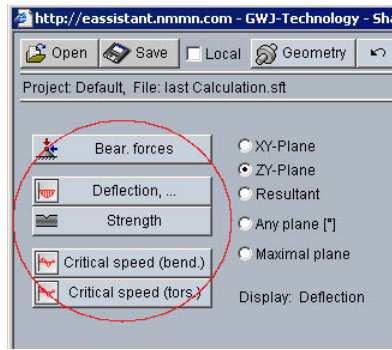 http://eassistant.nmmn.com - GWJ-Technology - Sha
Open Save Local Geometry
Project: Default, File: last Calculation.sft
Bear. forces
XY-Plane
ZY-Plane
Deflection, ...
Resultant
Strength
Any plane [°]
Critical speed (bend.)
Maximal plane
Critical speed (tors.)
Display: Deflection